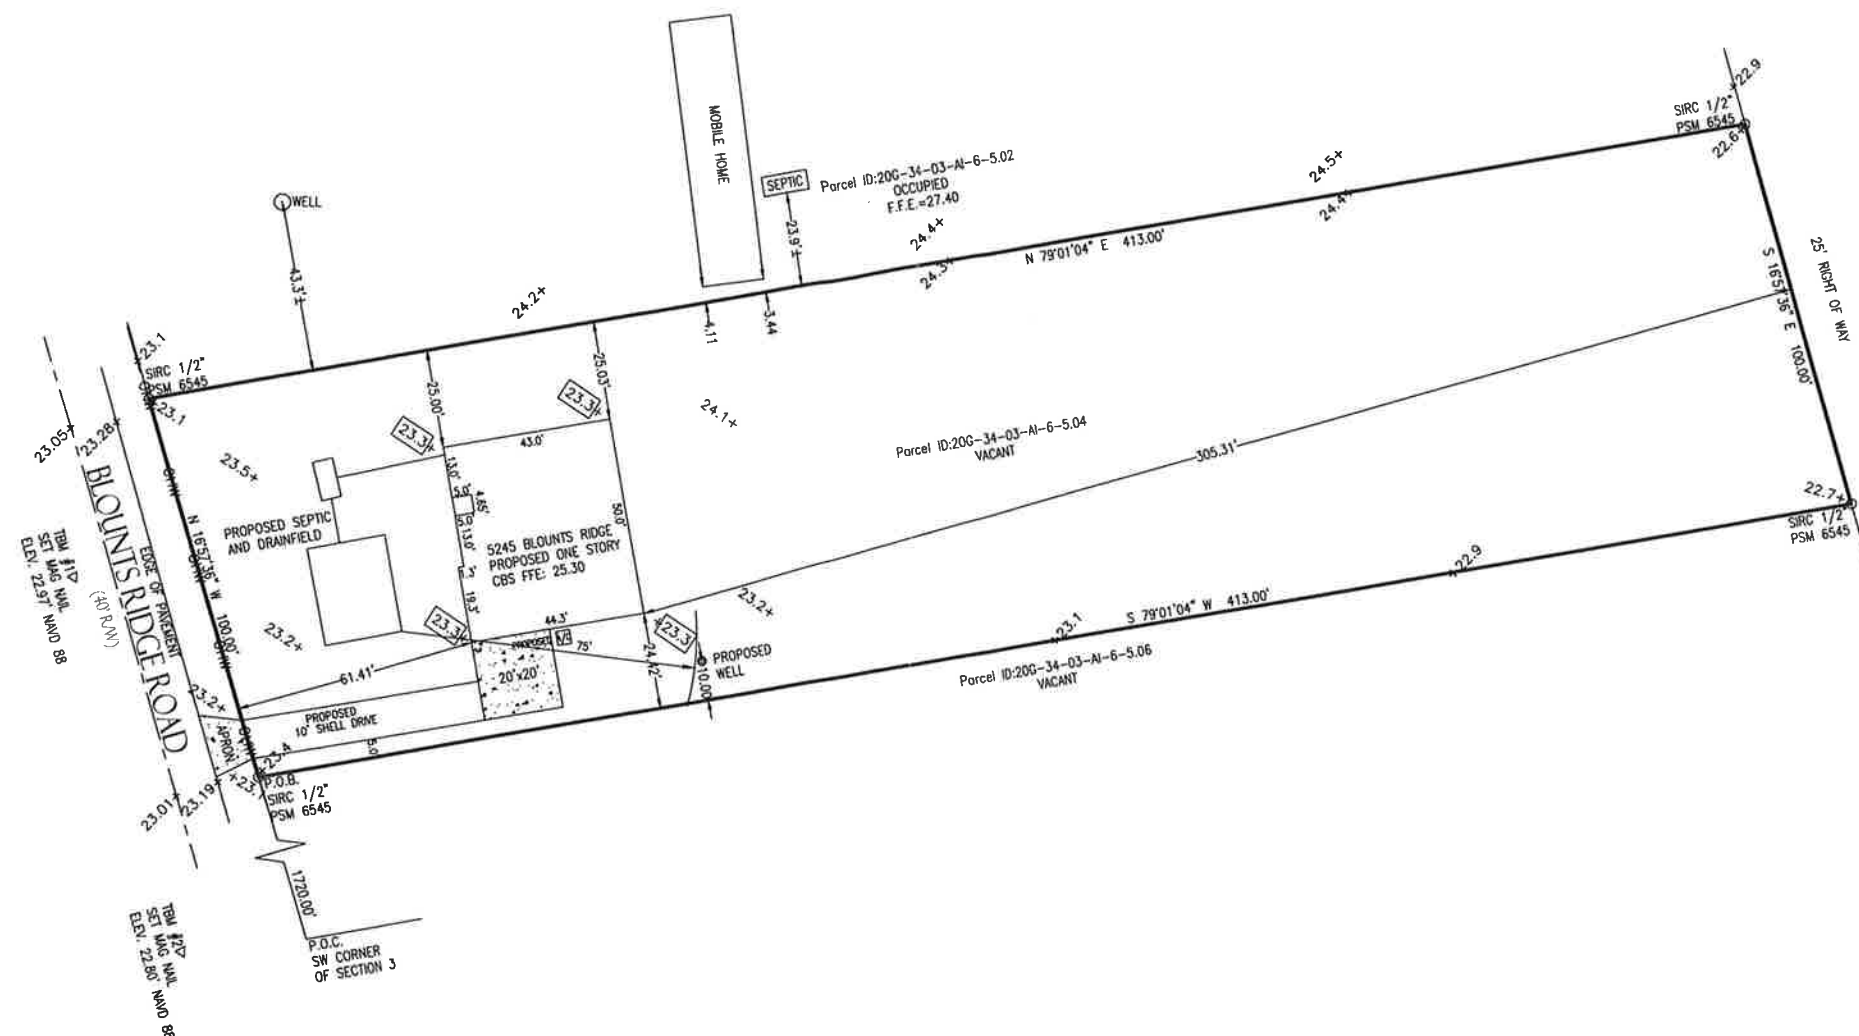 MOBILE HOME
SEPTIC
Parcel ID:20G-34-03-AI-6-5.02
OCCUPIED
F.F.E.=27.40
23.9'±
WELL
43.3'±
22.9
SIRC 1/2"
PSM 6545
22.6
24.5
24.4
24.4
24.5
N 79°01'04" E 413.00'
25' RIGHT OF WAY
S 16°57'36" E 100.00'
24.2
4.11
3.44
23.1
SIRC 1/2"
PSM 6545
23.1
23.05
23.28
25.00'
25.03'
23.3
23.3
43.0'
24.1
23.5
Parcel ID:20G-34-03-AI-6-5.04
VACANT
305.31'
22.7
SIRC 1/2"
PSM 6545
BLOUNTS RIDGE ROAD
(40' R/W)
EDGE OF PAVEMENT
TBM #1
SET MAG NAIL
ELEV. 22.97' NAVD 88
N 16°57'36" W 100.00'
OHW
OHW
OHW
OHW
PROPOSED SEPTIC
AND DRAINFIELD
13.0'
5.0'
4.65'
13.0'
19.3'
50.0'
5245 BLOUNTS RIDGE
PROPOSED ONE STORY
CBS FFE: 25.30
23.2
23.3
44.3'
23.2
23.3
22.9
23.1
S 79°01'04" W 413.00'
Parcel ID:20G-34-03-AI-6-5.06
VACANT
PROPOSED
A/C
75'
24.42'
PROPOSED
WELL
10.00'
20'x20'
61.41'
PROPOSED
10' SHELL DRIVE
5.0'
23.2
APRON
23.4
23.1
23.19
23.01
P.O.B.
SIRC 1/2"
PSM 6545
1720.00'
P.O.C.
SW CORNER
OF SECTION 3
TBM #2
SET MAG NAIL
ELEV. 22.80' NAVD 88